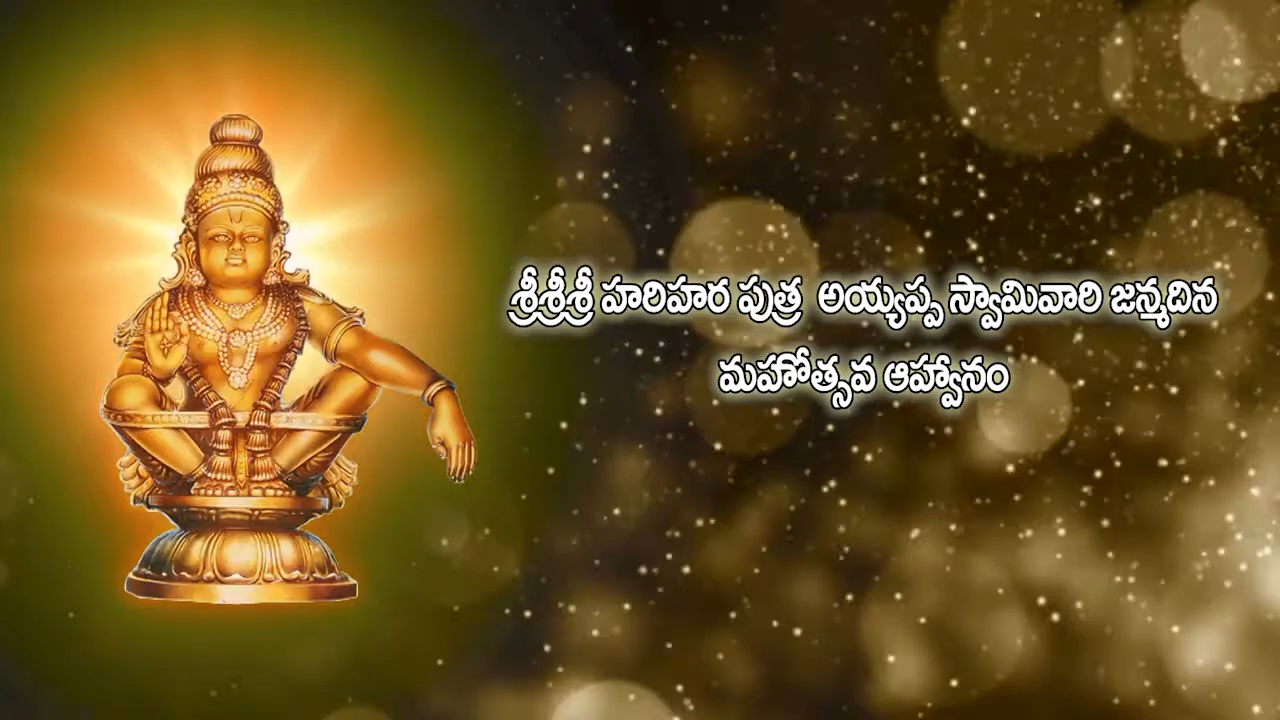 శ్రీశ్రీశ్రీ హరిహర పుత్ర అయ్యప్ప స్వామివారి జన్మదిన
మహోత్సవ ఆహ్వానం